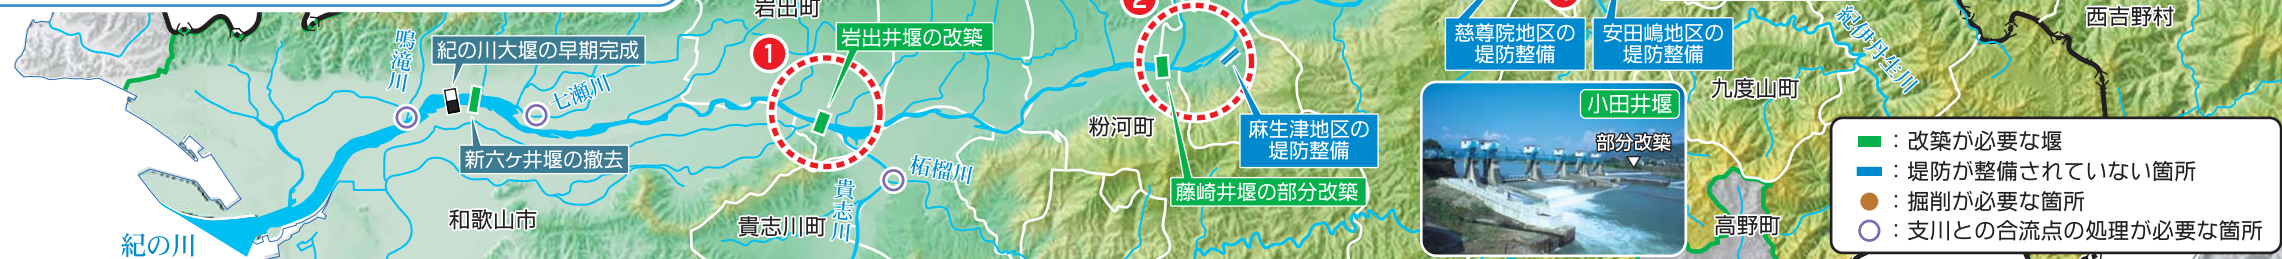 岩出町
2
慈尊院地区の
堤防整備
安田嶋地区の
堤防整備
紀伊丹生川
西吉野村
鳴滝川
紀の川大堰の早期完成
1
岩出井堰の改築
七瀬川
九度山町
小田井堰
部分改築
粉河町
麻生津地区の
堤防整備
新六ヶ井堰の撤去
柘榴川
藤崎井堰の部分改築
貴志川
和歌山市
貴志川町
高野町
紀の川
：改築が必要な堰
：堤防が整備されていない箇所
：掘削が必要な箇所
：支川との合流点の処理が必要な箇所